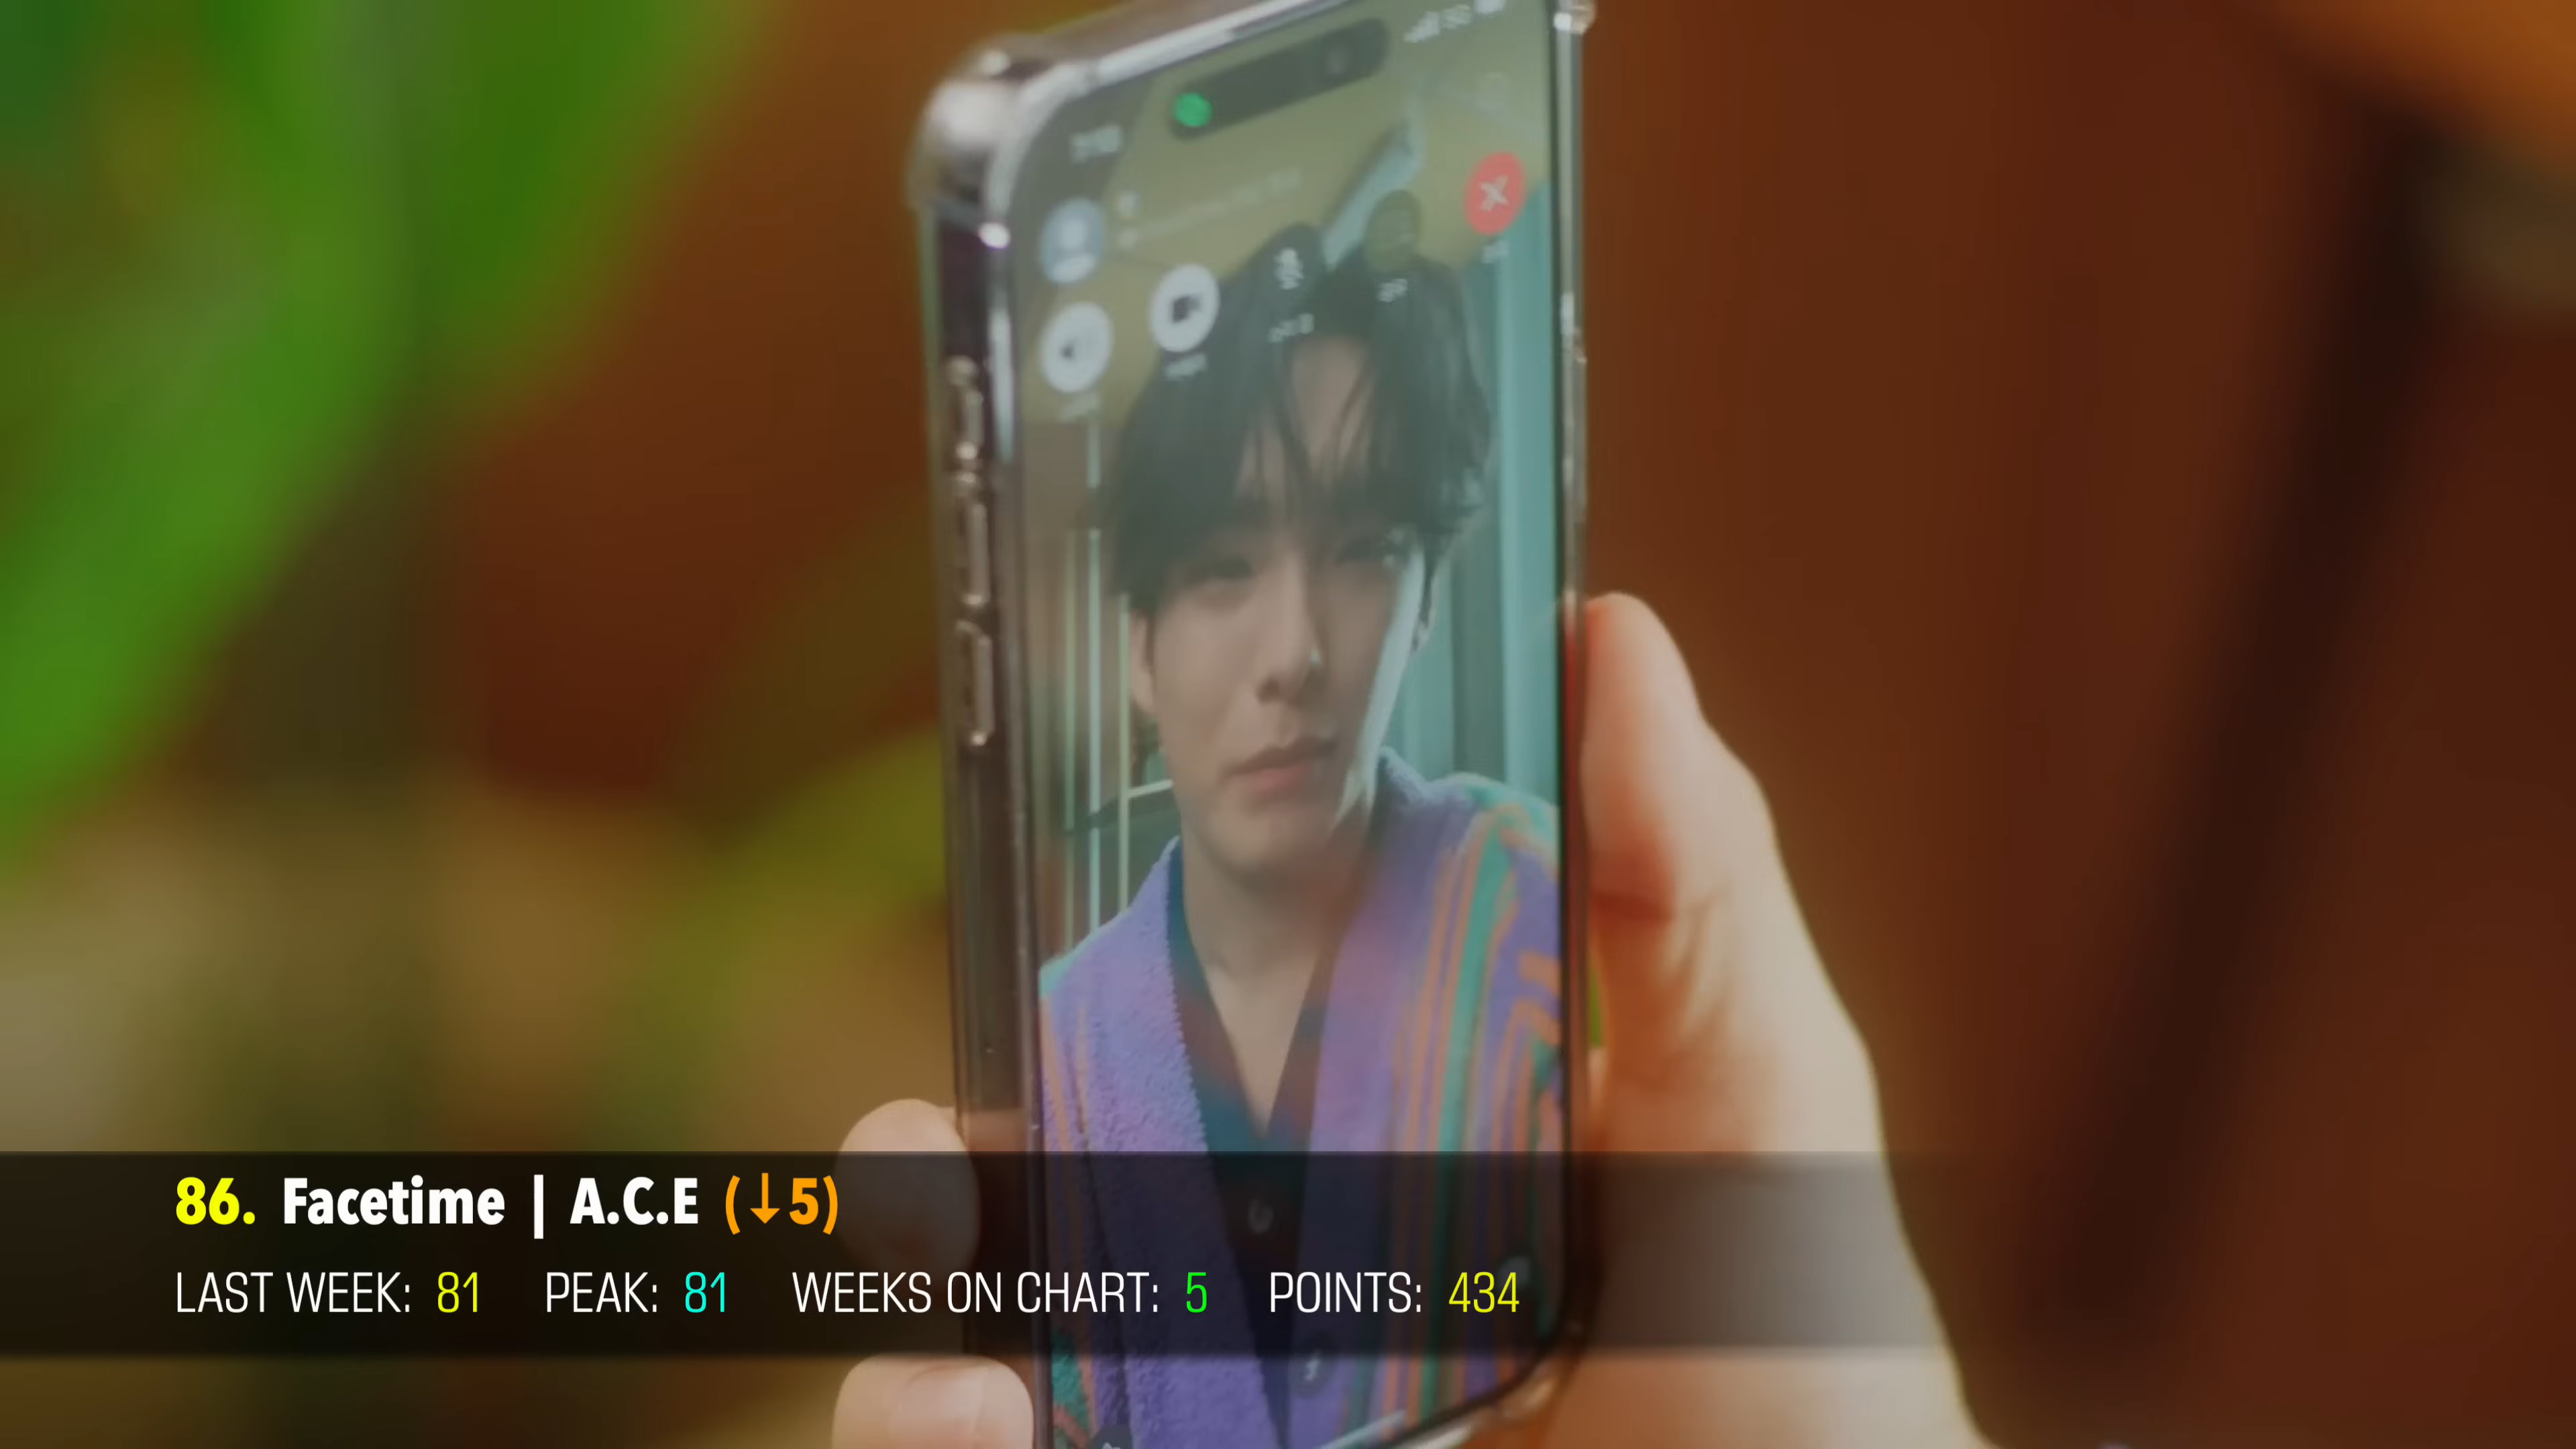 86. Facetime | A.C.E (↓5)
LAST WEEK: 81 PEAK: 81 WEEKS ON CHART: 5 POINTS: 434